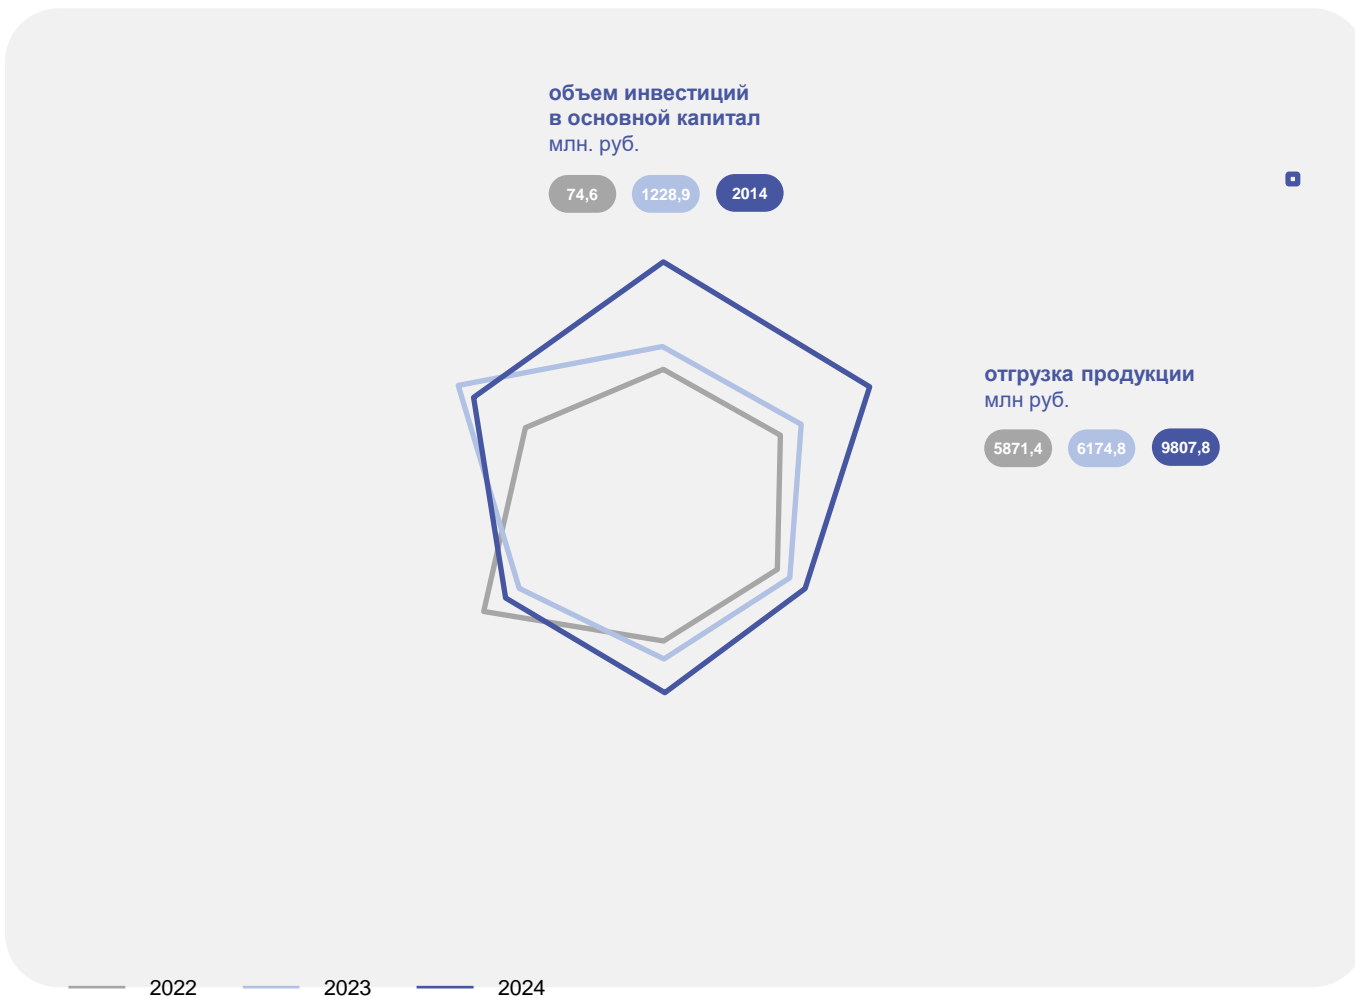 объем инвестиций
в основной капитал
млн. руб.
74,6 1228,9 2014
отгрузка продукции
млн руб.
5871,4 6174,8 9807,8
2022 2023 2024